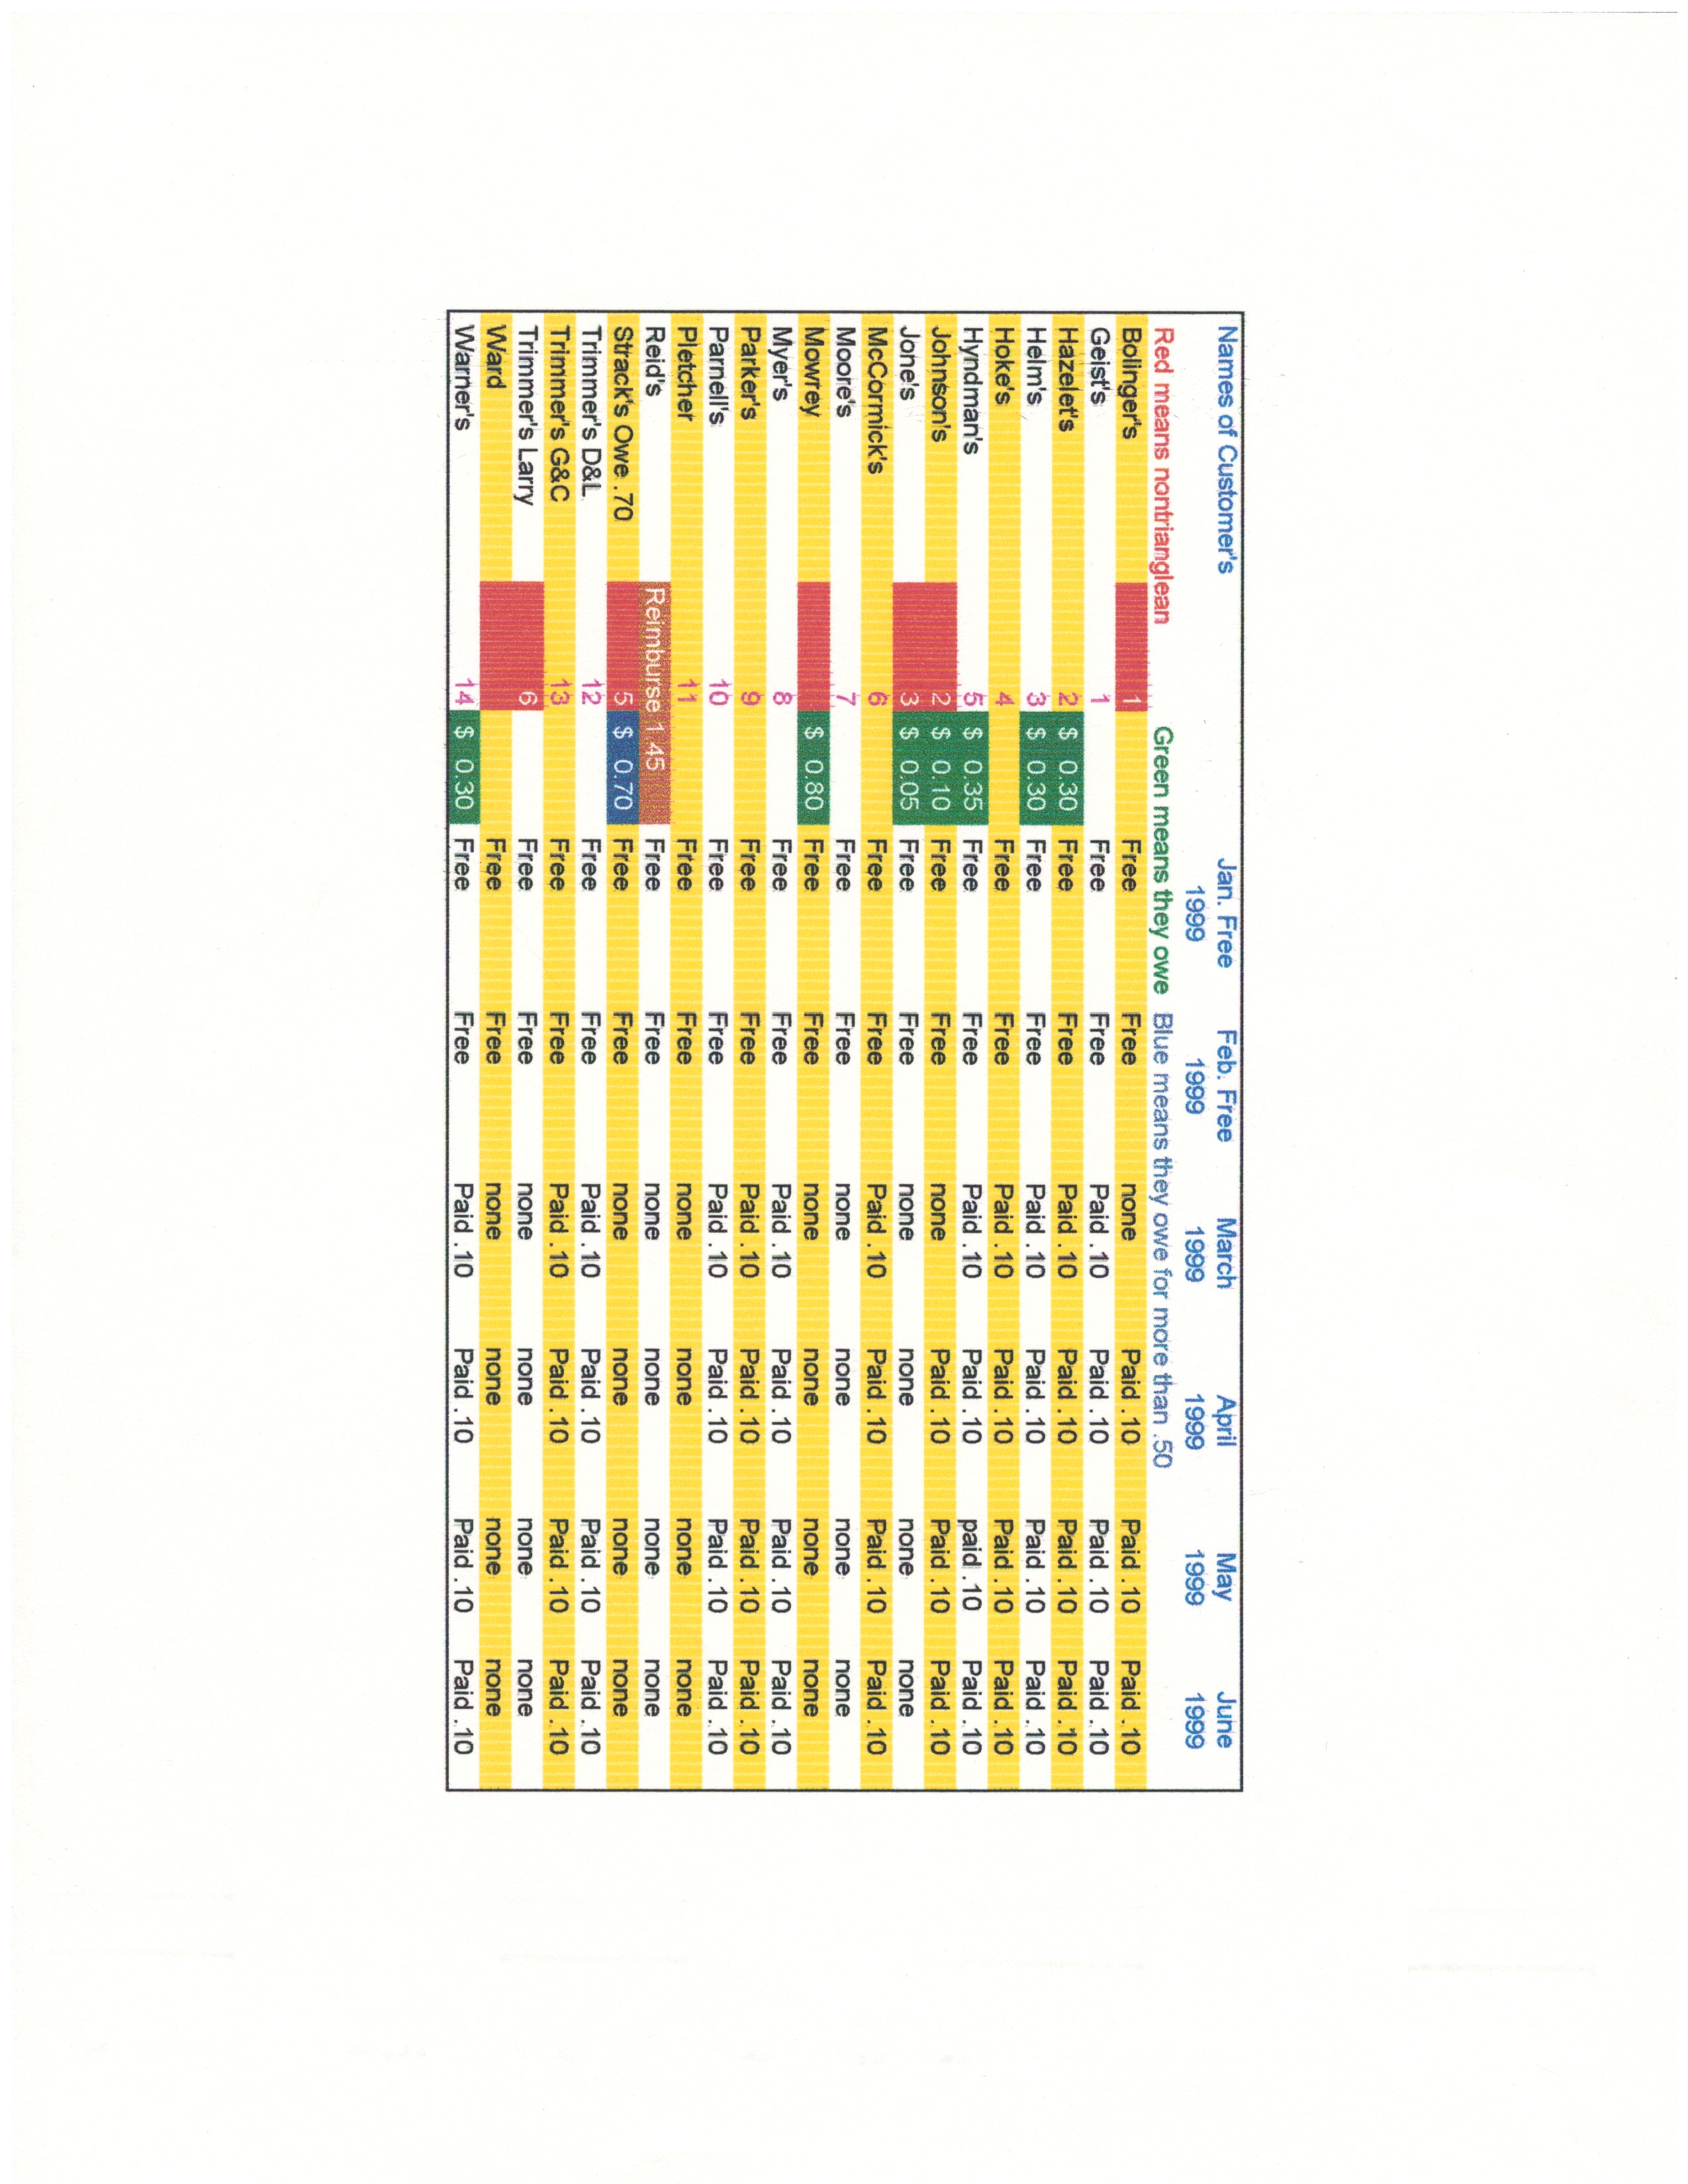 Names of Customer's Jan. Free Feb. Free March April May June
1999 1999 1999 1999 1999 1999
Red means nontrianglean Green means they owe Blue means they owe for more than .50
Bolinger's 1 Free Free none Paid .10 Paid .10 Paid .10
Geist's 1 Free Free Paid .10 Paid .10 Paid .10 Paid .10
Hazelet's 2 $ 0.30 Free Free Paid .10 Paid .10 Paid .10 Paid .10
Helm's 3 $ 0.30 Free Free Paid .10 Paid .10 Paid .10 Paid .10
Hoke's 4 Free Free Paid .10 Paid .10 Paid .10 Paid .10
Hyndman's 5 $ 0.35 Free Free Paid .10 Paid .10 paid .10 Paid .10
Johnson's 2 $ 0.10 Free Free none Paid .10 Paid .10 Paid .10
Jone's 3 $ 0.05 Free Free none none none none
McCormick's 6 Free Free Paid .10 Paid .10 Paid .10 Paid .10
Moore's 7 Free Free none none none none
Mowrey $ 0.80 Free Free none none none none
Myer's 8 Free Free Paid .10 Paid .10 Paid .10 Paid .10
Parker's 9 Free Free Paid .10 Paid .10 Paid .10 Paid .10
Parnell's 10 Free Free Paid .10 Paid .10 Paid .10 Paid .10
Pletcher 11 Free Free none none none none
Reid's Reimburse 1.45 Free Free none none none none
Strack's Owe .70 5 $ 0.70 Free Free none none none none
Trimmer's D&L 12 Free Free Paid .10 Paid .10 Paid .10 Paid .10
Trimmer's G&C 13 Free Free Paid .10 Paid .10 Paid .10 Paid .10
Trimmer's Larry 6 Free Free none none none none
Ward Free Free none none none none
Warner's 14 $ 0.30 Free Free Paid .10 Paid .10 Paid .10 Paid .10